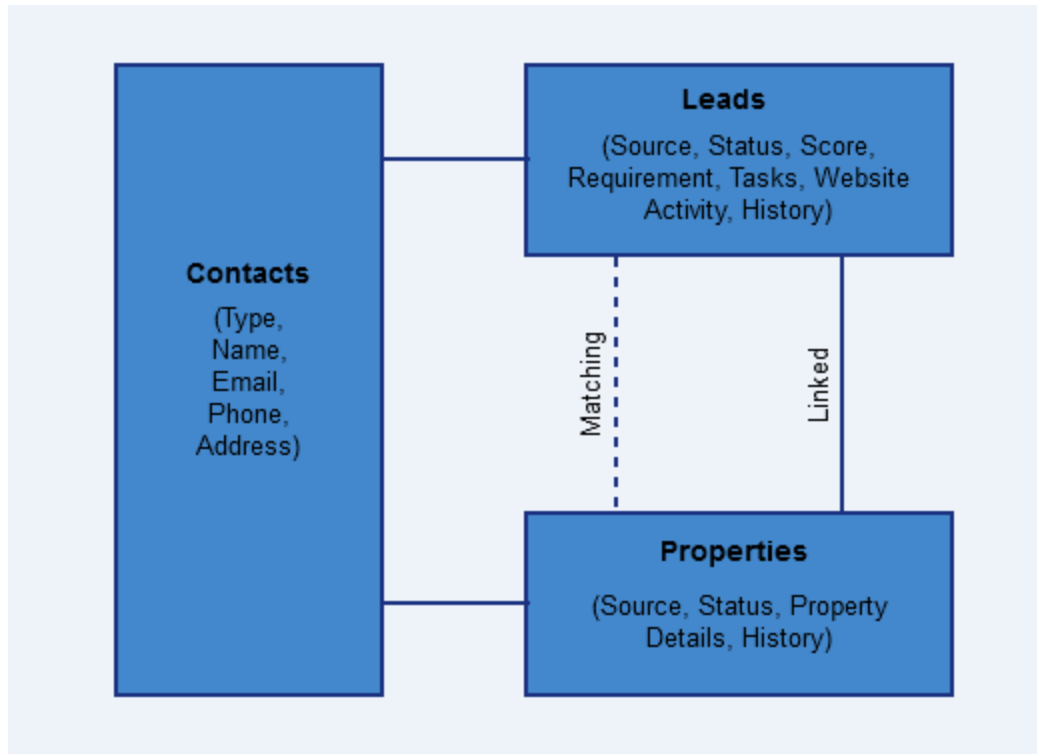 Contacts
(Type,
Name,
Email,
Phone,
Address)
Leads
(Source, Status, Score,
Requirement, Tasks, Website
Activity, History)
Matching
Linked
Properties
(Source, Status, Property
Details, History)